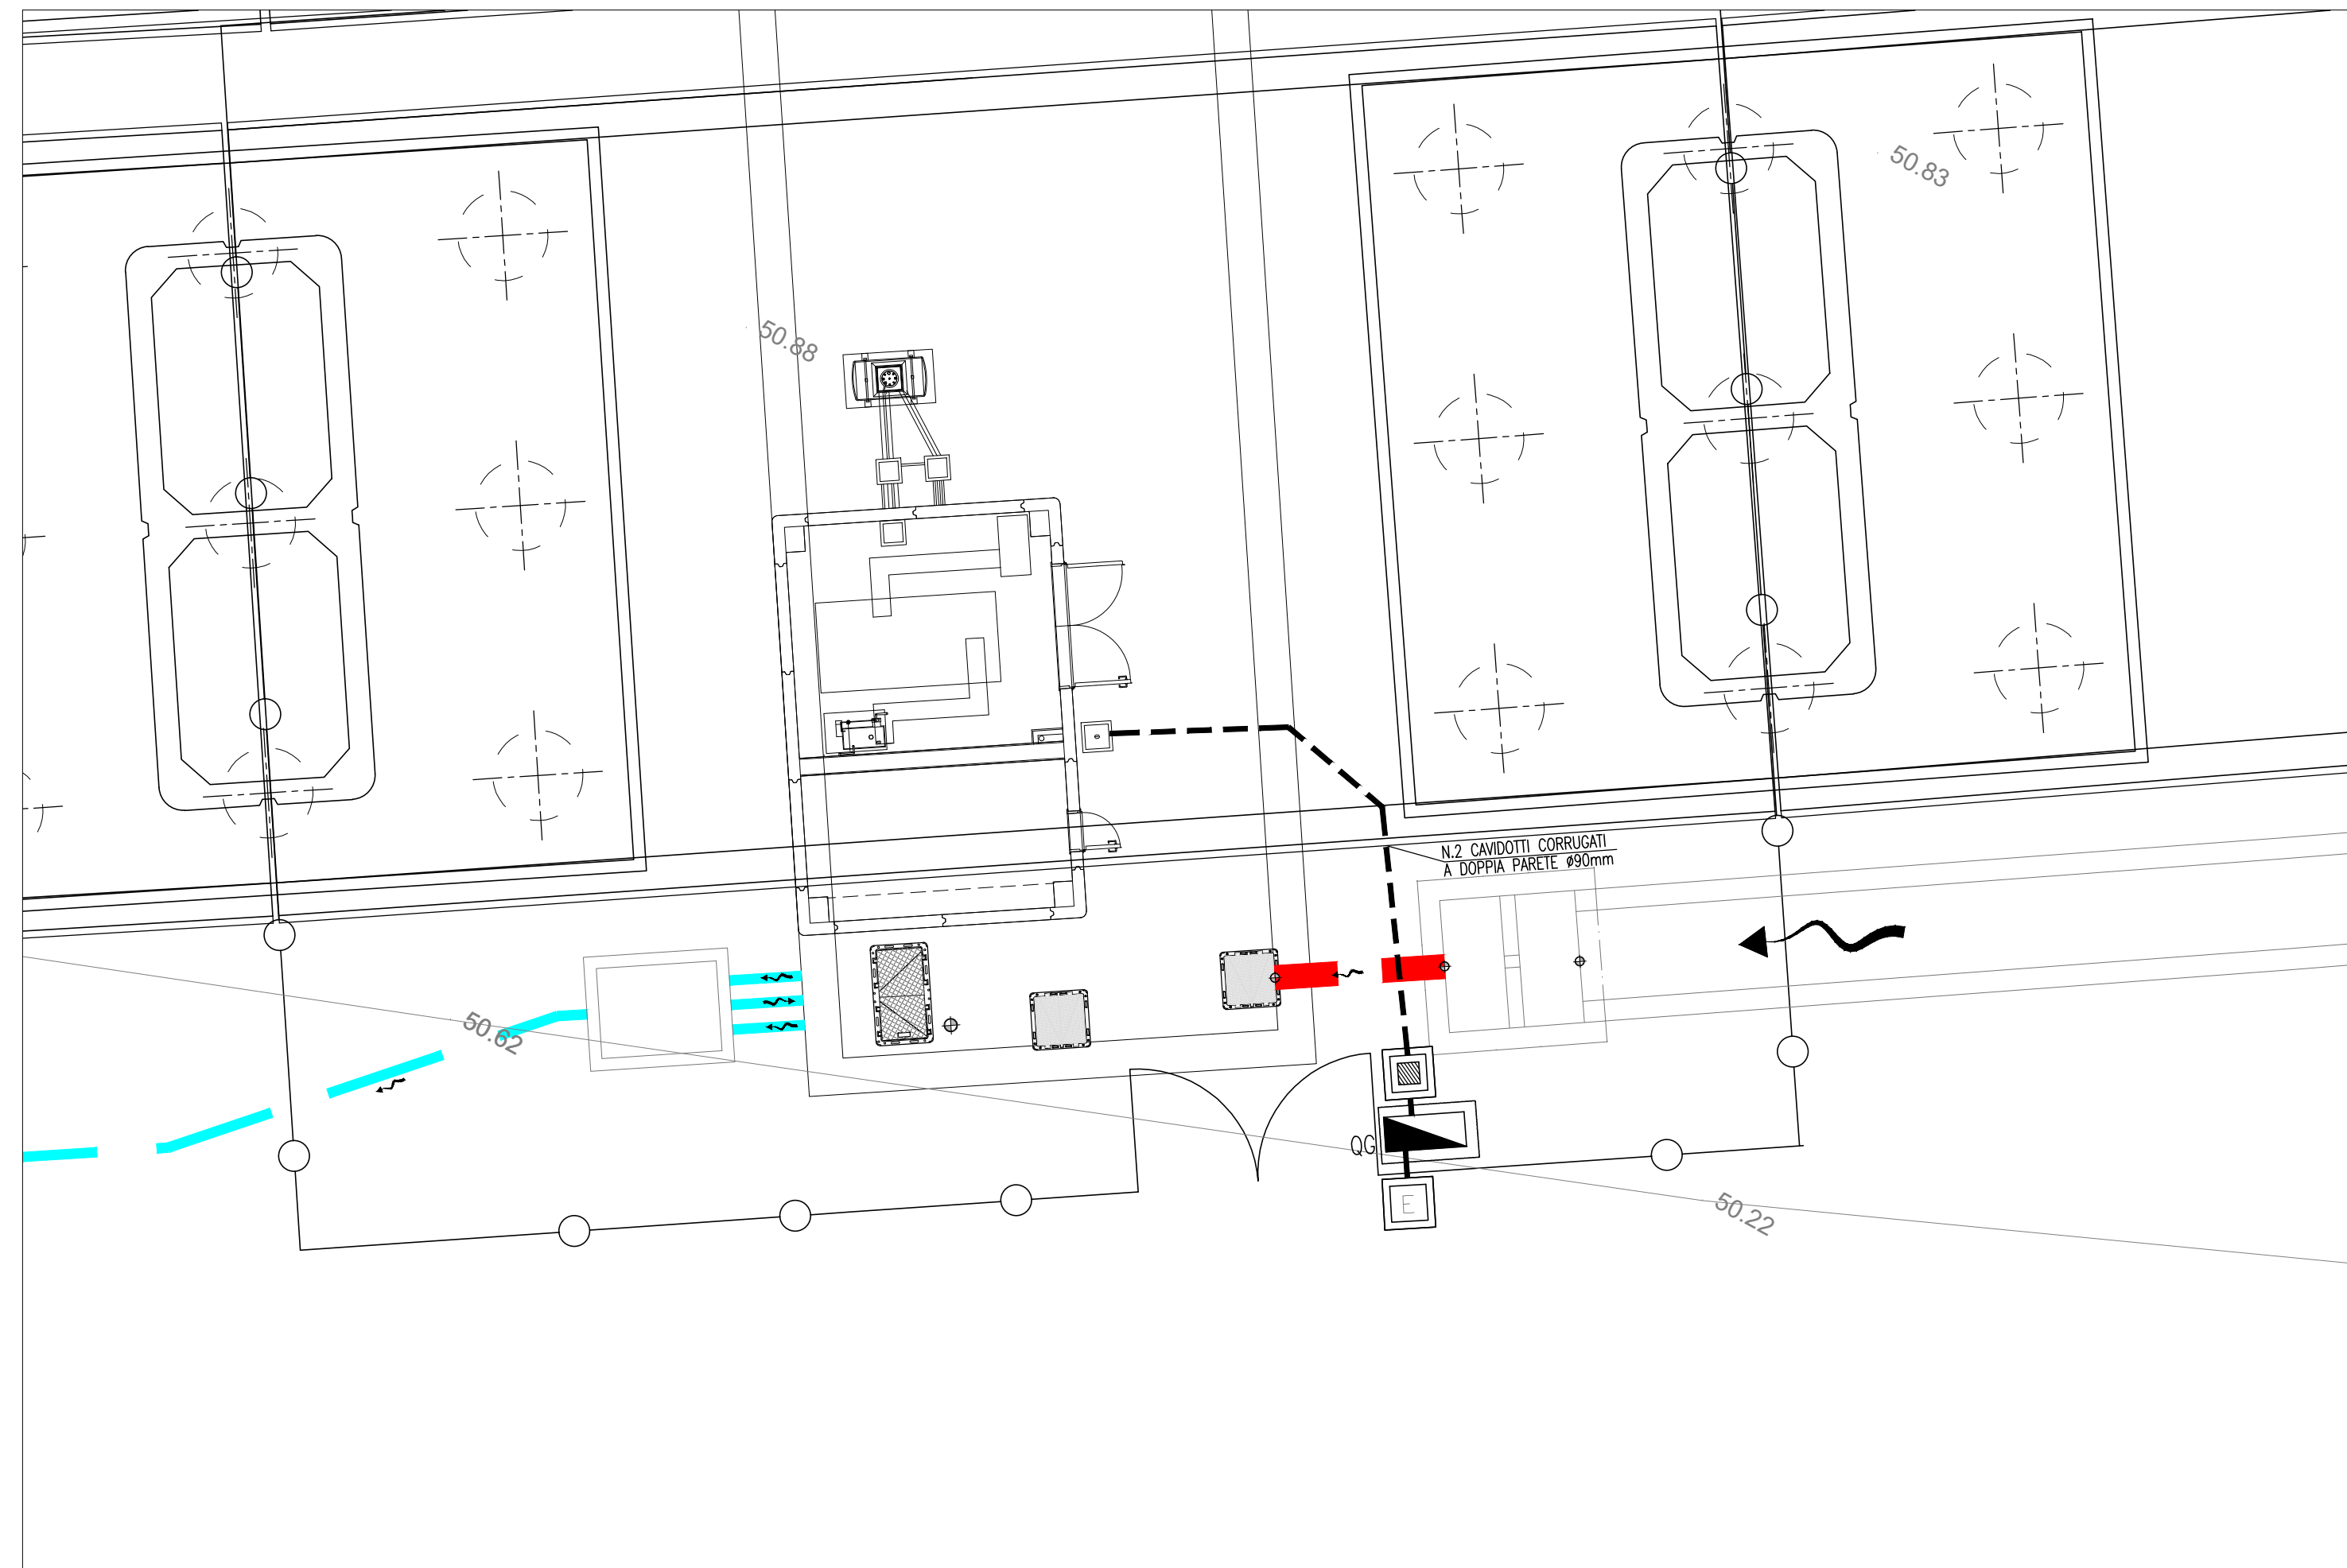 50.83
50.88
N.2 CAVIDOTTI CORRUGATI
A DOPPIA PARETE ø90mm
50.62
QG
E
50.22